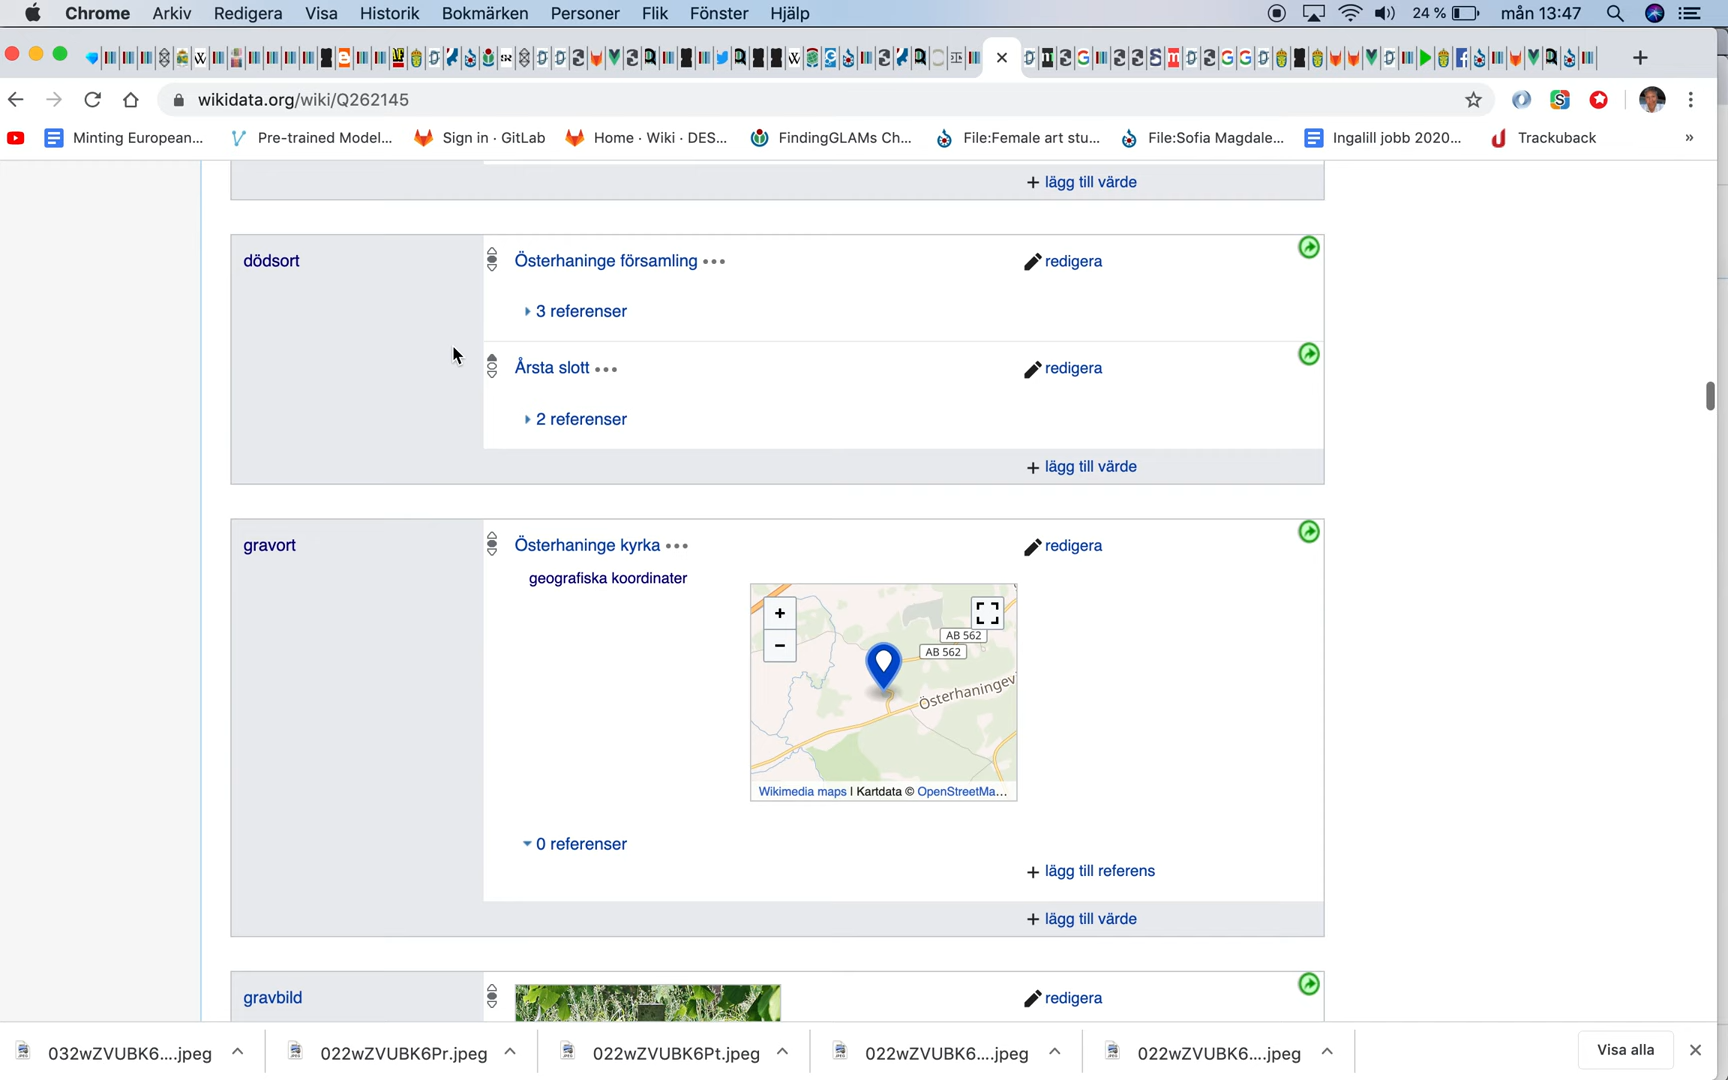 Chrome Arkiv Redigera Visa Historik Bokmärken Personer Flik Fönster Hjälp 24 % mån 13:47
wikidata.org/wiki/Q262145
Minting European... Pre-trained Model... Sign in · GitLab Home · Wiki · DES... FindingGLAMs Ch... File:Female art stu... File:Sofia Magdale... Ingalill jobb 2020... Trackuback »
+ lägg till värde
dödsort Österhaninge församling ••• redigera
3 referenser
Årsta slott ••• redigera
2 referenser
+ lägg till värde
gravort Österhaninge kyrka ••• redigera
geografiska koordinater
+
−
AB 562
AB 562
Österhaningev
Wikimedia maps | Kartdata © OpenStreetMa...
0 referenser
+ lägg till referens
+ lägg till värde
gravbild redigera
032wZVUBK6....jpeg 022wZVUBK6Pr.jpeg 022wZVUBK6Pt.jpeg 022wZVUBK6....jpeg 022wZVUBK6....jpeg Visa alla